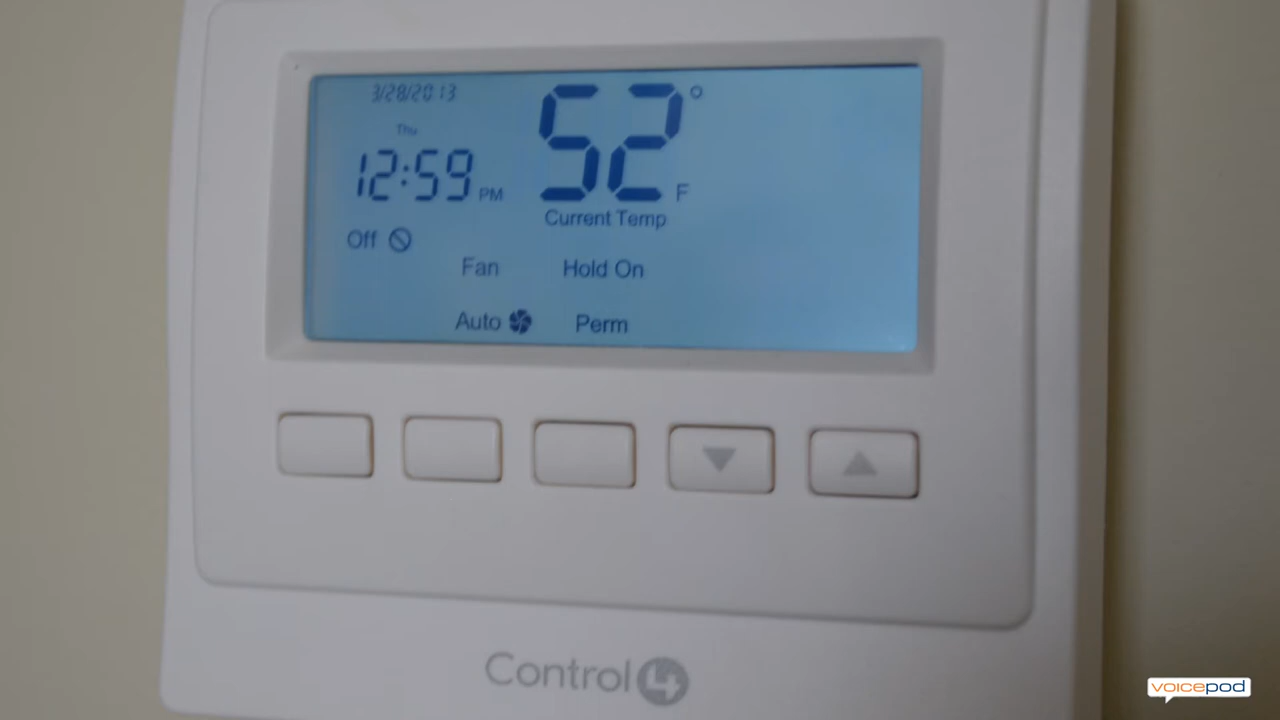 3/28/2013
Thu
12:59 PM
52° F
Current Temp
Off
Fan
Hold On
Auto
Perm
Control4
voicepod